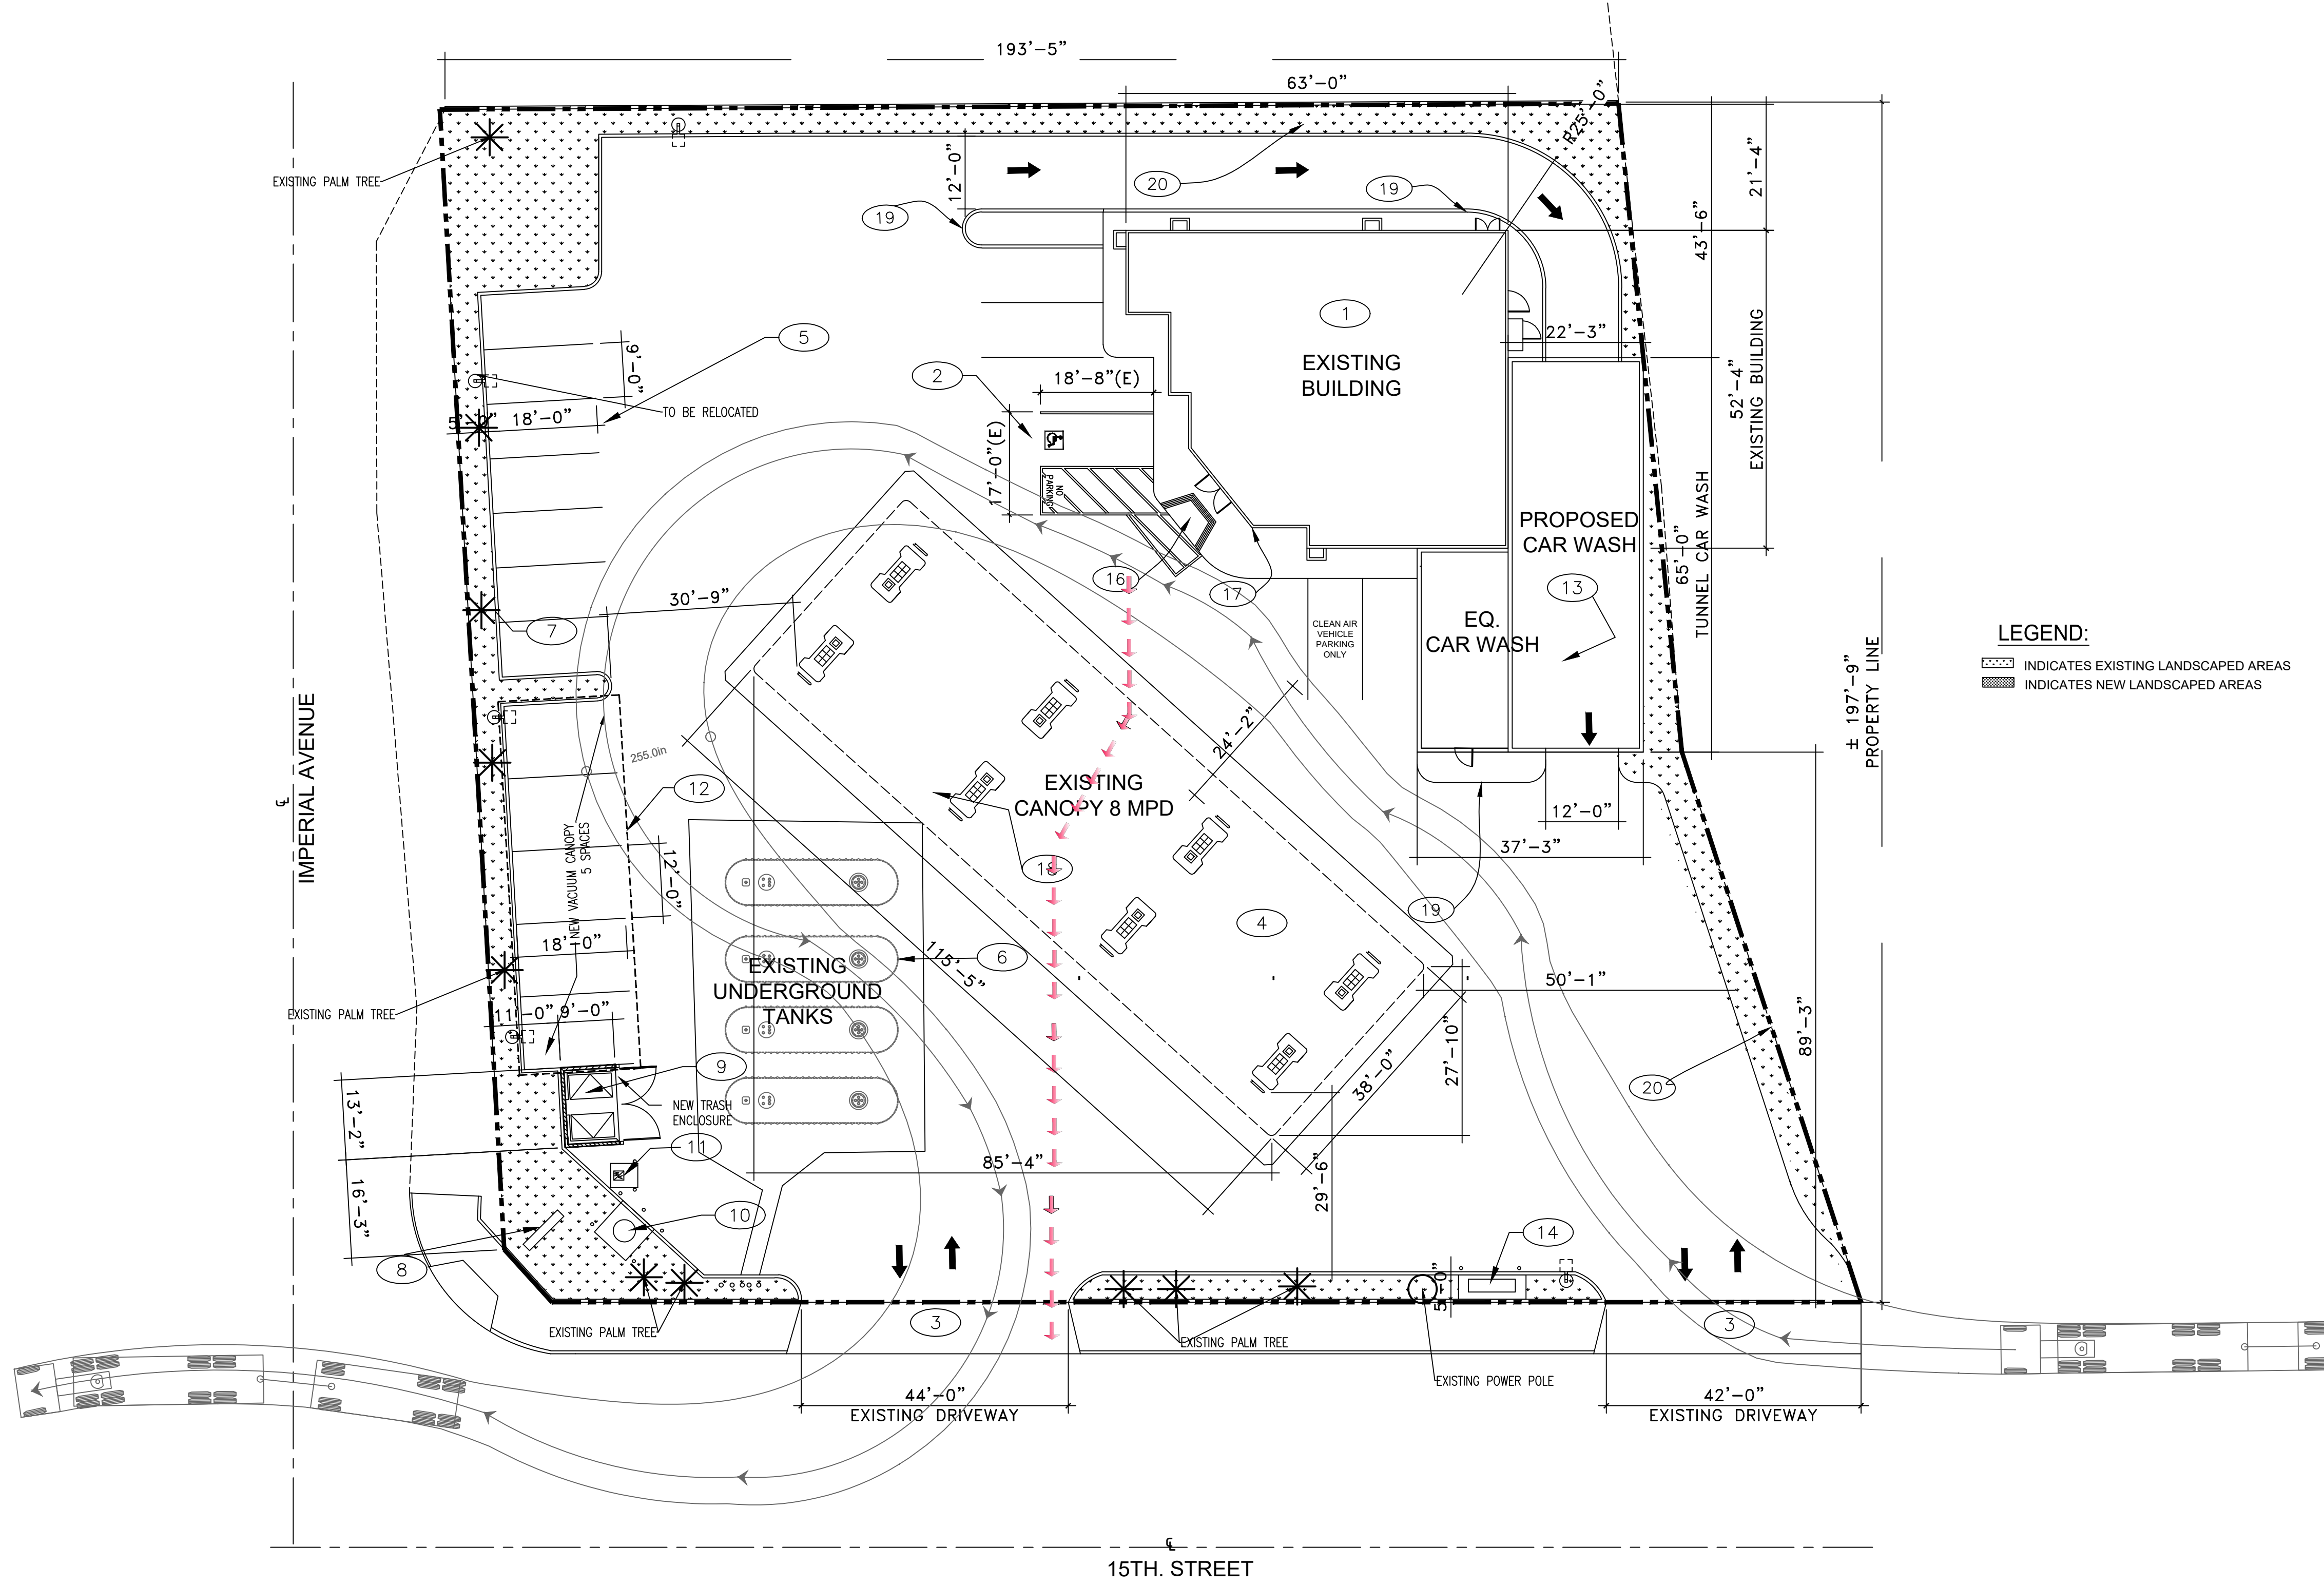 193'-5"
63'-0"
R25'-0"
EXISTING PALM TREE
12'-0"
20
19
19
21'-4"
43'-6"
5
1
EXISTING
BUILDING
22'-3"
9'-0"
2
18'-8"(E)
17'-0"(E)
NO
PARKING
TO BE RELOCATED
18'-0"
52'-4"
EXISTING BUILDING
PROPOSED
CAR WASH
13
65'-0"
TUNNEL CAR WASH
16
17
30'-9"
7
CLEAN AIR
VEHICLE
PARKING
ONLY
EQ.
CAR WASH
± 197'-9"
PROPERTY LINE
LEGEND:
INDICATES EXISTING LANDSCAPED AREAS
INDICATES NEW LANDSCAPED AREAS
IMPERIAL AVENUE
255.0in
12
24'-2"
EXISTING
CANOPY 8 MPD
12'-0"
37'-3"
NEW VACUUM CANOPY
5 SPACES
12'-0"
18
4
19
18'-0"
6
EXISTING
UNDERGROUND
TANKS
115'-5"
50'-1"
EXISTING PALM TREE
11'-0"
9'-0"
89'-3"
27'-10"
38'-0"
9
NEW TRASH
ENCLOSURE
20
13'-2"
11
85'-4"
29'-6"
16'-3"
10
14
8
5'-0"
3
3
EXISTING PALM TREE
EXISTING PALM TREE
EXISTING POWER POLE
44'-0"
EXISTING DRIVEWAY
42'-0"
EXISTING DRIVEWAY
15TH. STREET